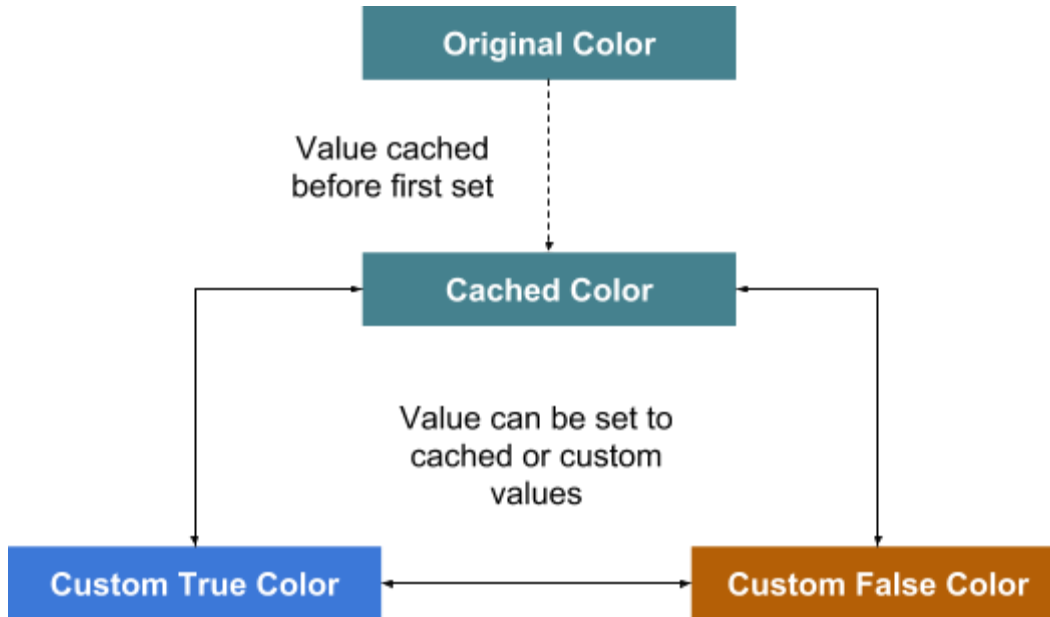 Original Color
Value cached
before first set
Cached Color
Value can be set to
cached or custom
values
Custom True Color
Custom False Color